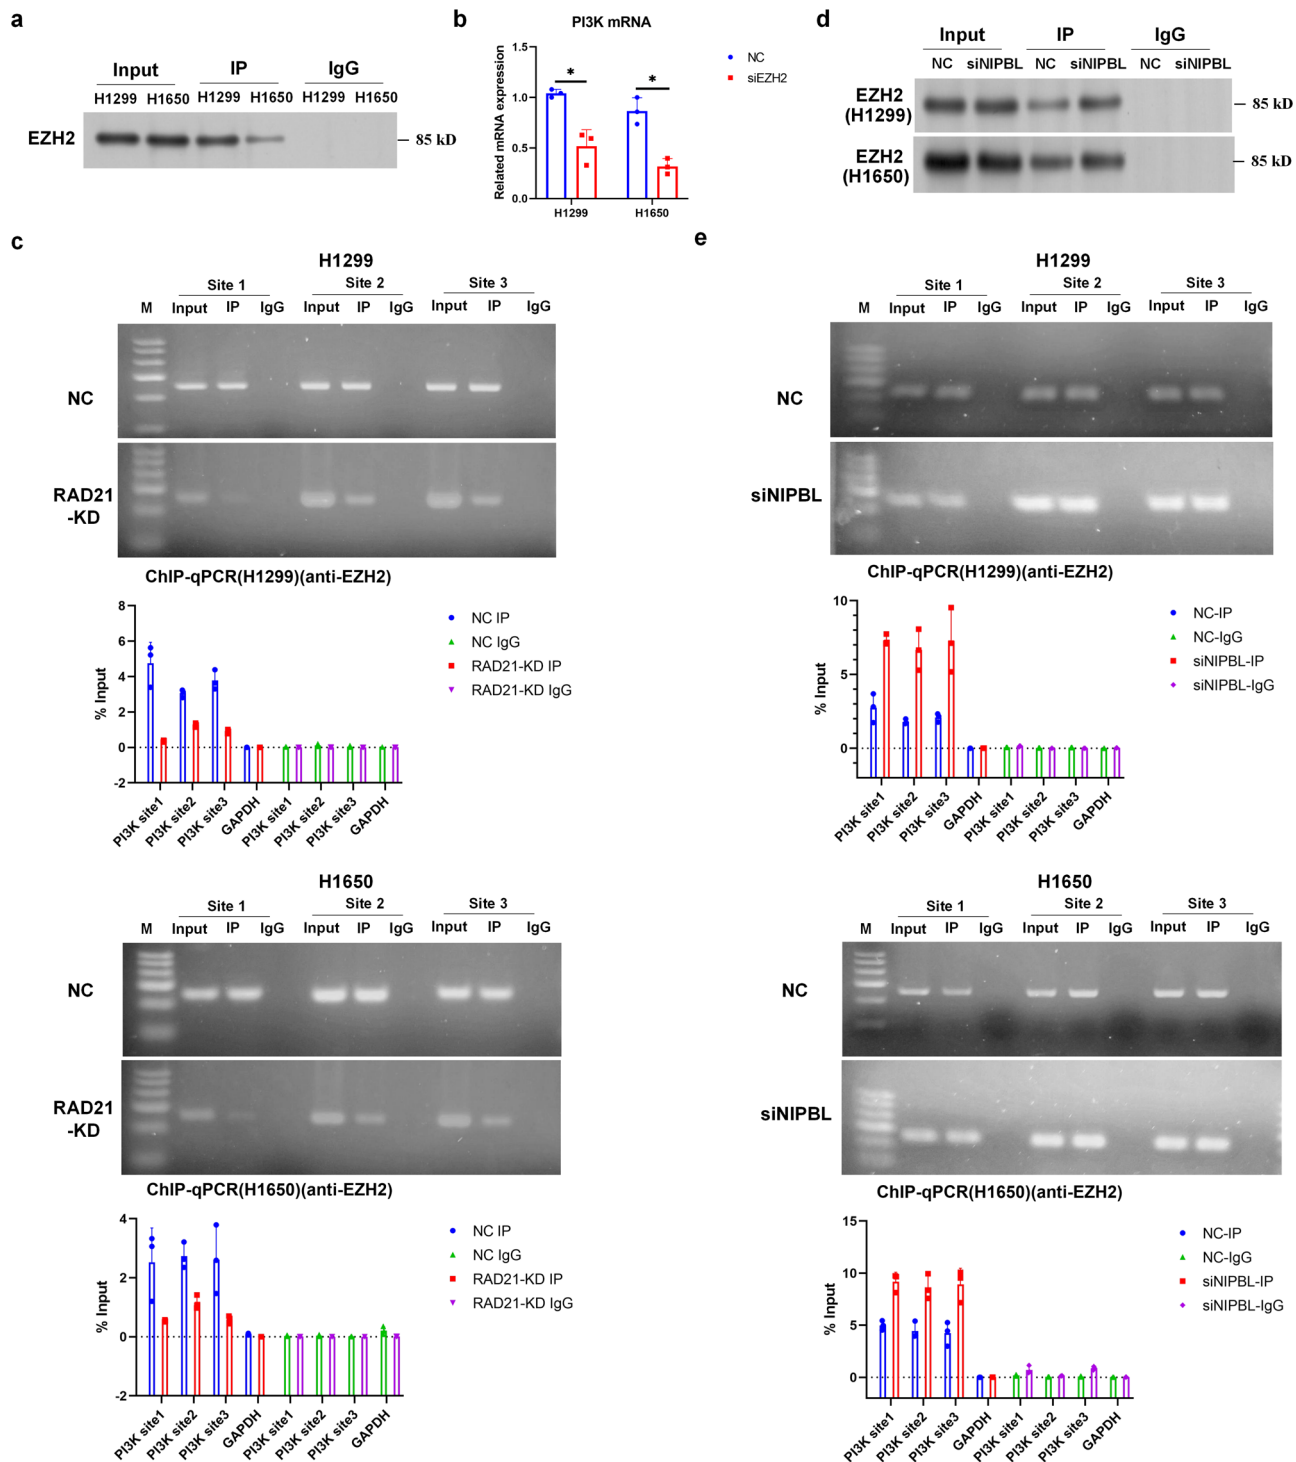 a
Input IP IgG
H1299 H1650 H1299 H1650 H1299 H1650
EZH2
85 kD
b
PI3K mRNA
Related mRNA expression
1.5
1.0
0.5
0.0
* *
H1299 H1650
NC
siEZH2
d
Input IP IgG
NC siNIPBL NC siNIPBL NC siNIPBL
EZH2
(H1299)
85 kD
EZH2
(H1650)
85 kD
c
H1299
Site 1 Site 2 Site 3
M Input IP IgG Input IP IgG Input IP IgG
NC
RAD21
-KD
ChIP-qPCR(H1299)(anti-EZH2)
% Input
8
6
4
2
0
-2
PI3K site1 PI3K site2 PI3K site3 GAPDH PI3K site1 PI3K site2 PI3K site3 GAPDH
NC IP
NC IgG
RAD21-KD IP
RAD21-KD IgG
H1650
Site 1 Site 2 Site 3
M Input IP IgG Input IP IgG Input IP IgG
NC
RAD21
-KD
ChIP-qPCR(H1650)(anti-EZH2)
% Input
4
2
0
-2
PI3K site1 PI3K site2 PI3K site3 GAPDH PI3K site1 PI3K site2 PI3K site3 GAPDH
NC IP
NC IgG
RAD21-KD IP
RAD21-KD IgG
e
H1299
Site 1 Site 2 Site 3
M Input IP IgG Input IP IgG Input IP IgG
NC
siNIPBL
ChIP-qPCR(H1299)(anti-EZH2)
% Input
10
5
0
PI3K site1 PI3K site2 PI3K site3 GAPDH PI3K site1 PI3K site2 PI3K site3 GAPDH
NC-IP
NC-IgG
siNIPBL-IP
siNIPBL-IgG
H1650
Site 1 Site 2 Site 3
M Input IP IgG Input IP IgG Input IP IgG
NC
siNIPBL
ChIP-qPCR(H1650)(anti-EZH2)
% Input
15
10
5
0
PI3K site1 PI3K site2 PI3K site3 GAPDH PI3K site1 PI3K site2 PI3K site3 GAPDH
NC-IP
NC-IgG
siNIPBL-IP
siNIPBL-IgG